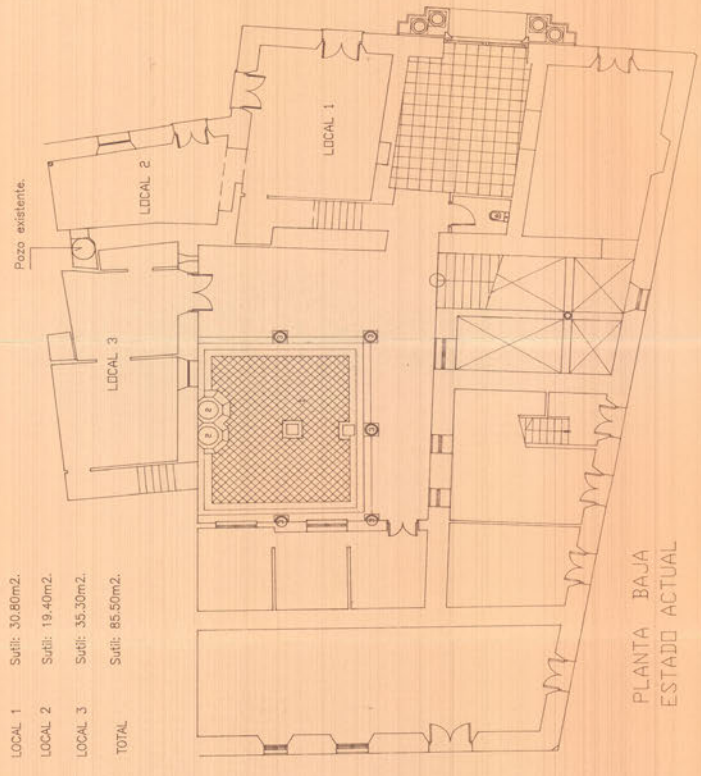 LOCAL 1 Sutil: 30.80m2.
LOCAL 2 Sutil: 19.40m2.
LOCAL 3 Sutil: 35.30m2.
TOTAL Sutil: 85.50m2.
Pozo existente.
LOCAL 3
LOCAL 2
LOCAL 1
PLANTA BAJA
ESTADO ACTUAL